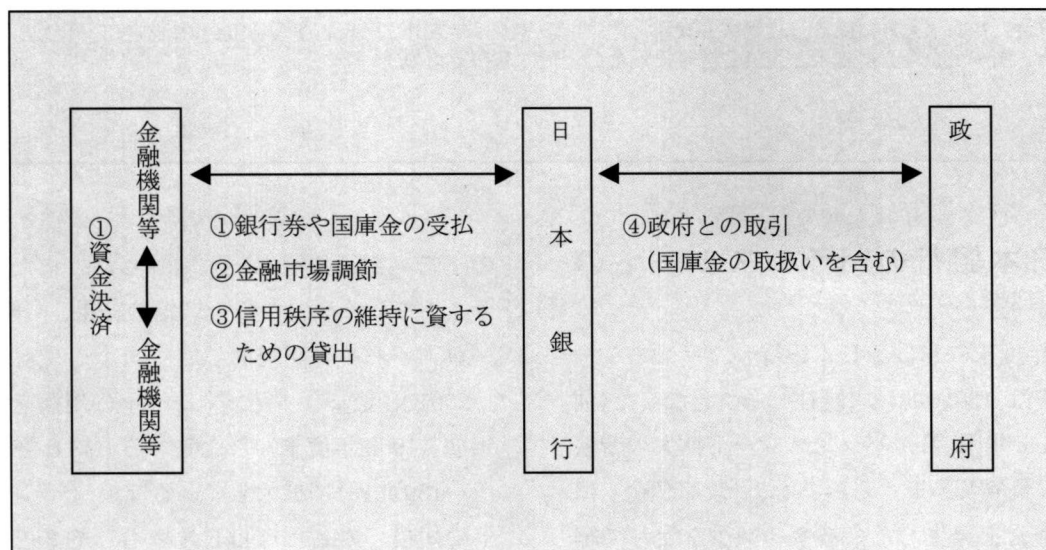 金融機関等
①資金決済
金融機関等
①銀行券や国庫金の受払
②金融市場調節
③信用秩序の維持に資する
ための貸出
日本銀行
④政府との取引
（国庫金の取扱いを含む）
政府